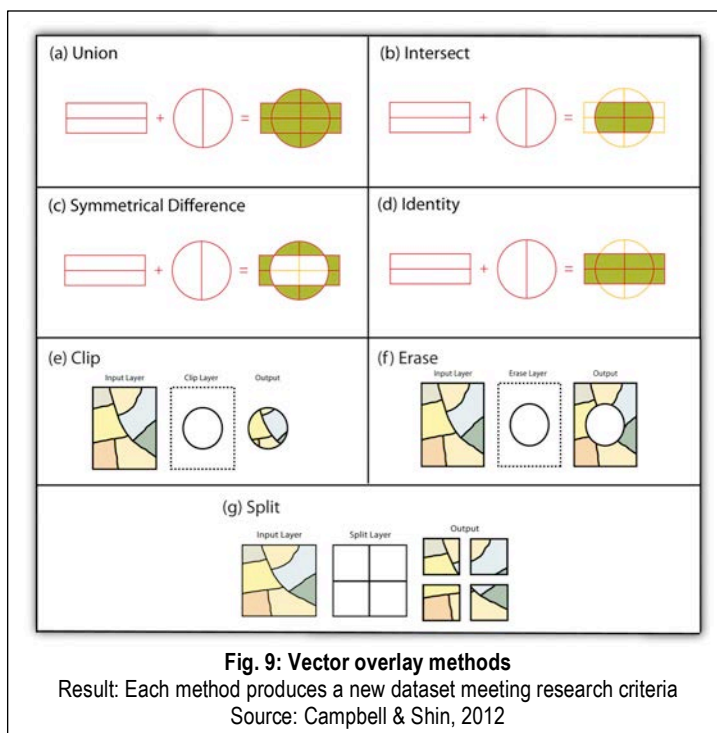 (a) Union
(b) Intersect
+
=
+
=
(c) Symmetrical Difference
(d) Identity
+
=
+
=
(e) Clip
Input Layer
Clip Layer
Output
(f) Erase
Input Layer
Erase Layer
Output
(g) Split
Input Layer
Split Layer
Output
Fig. 9: Vector overlay methods
Result: Each method produces a new dataset meeting research criteria
Source: Campbell & Shin, 2012